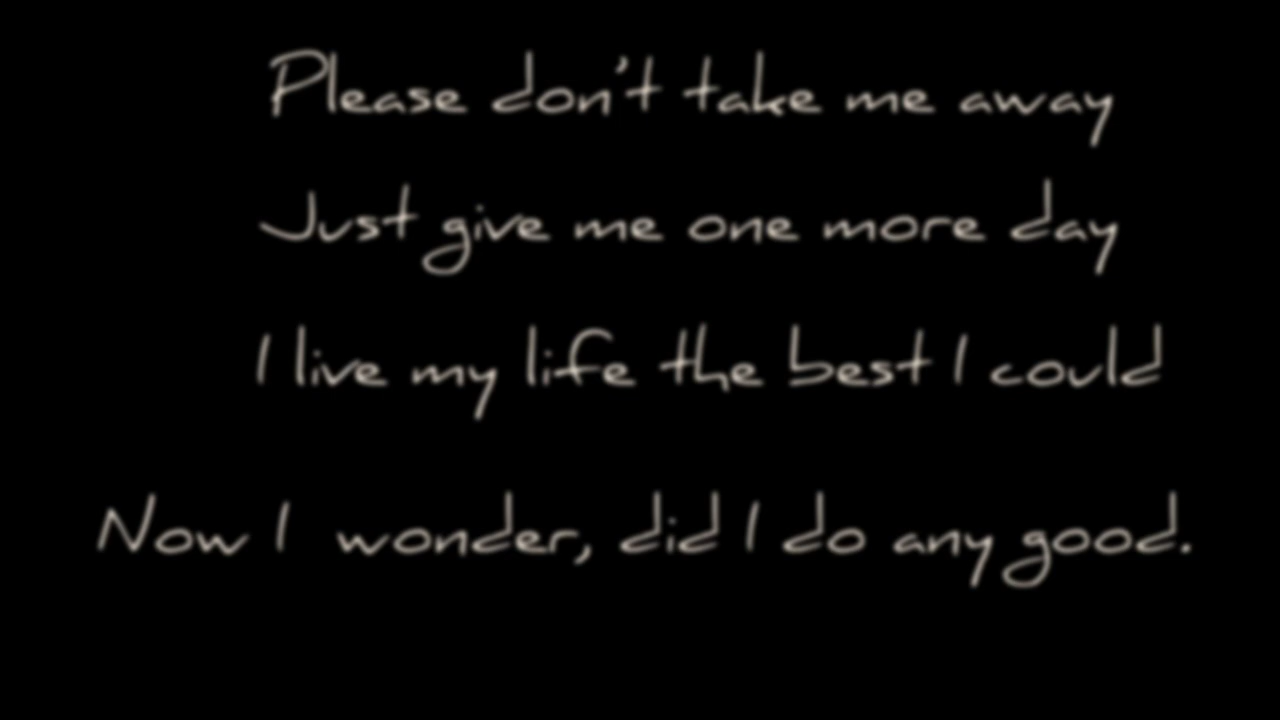 Please don't take me away
Just give me one more day
I live my life the best I could
Now I wonder, did I do any good.